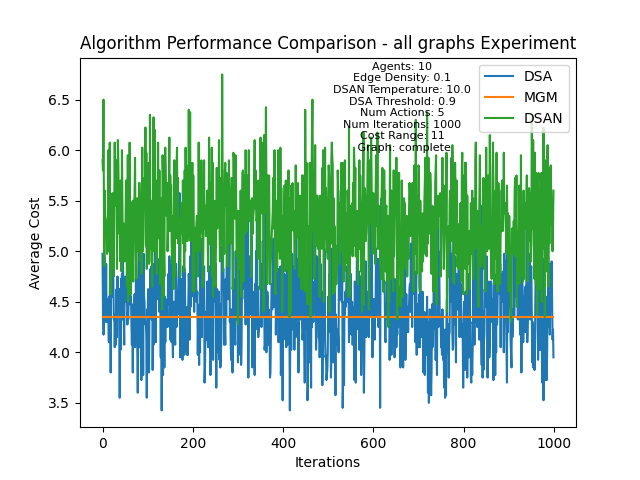 Algorithm Performance Comparison - all graphs Experiment
Agents: 10
Edge Density: 0.1
DSAN Temperature: 10.0
DSA Threshold: 0.9
Num Actions: 5
Num Iterations: 1000
Cost Range: 11
Graph: complete
DSA
MGM
DSAN
Average Cost
6.5
6.0
5.5
5.0
4.5
4.0
3.5
0
200
400
600
800
1000
Iterations